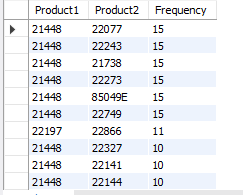 Product1 Product2 Frequency
21448 22077 15
21448 22243 15
21448 21738 15
21448 22273 15
21448 85049E 15
21448 22749 15
22197 22866 11
21448 22327 10
21448 22141 10
21448 22144 10